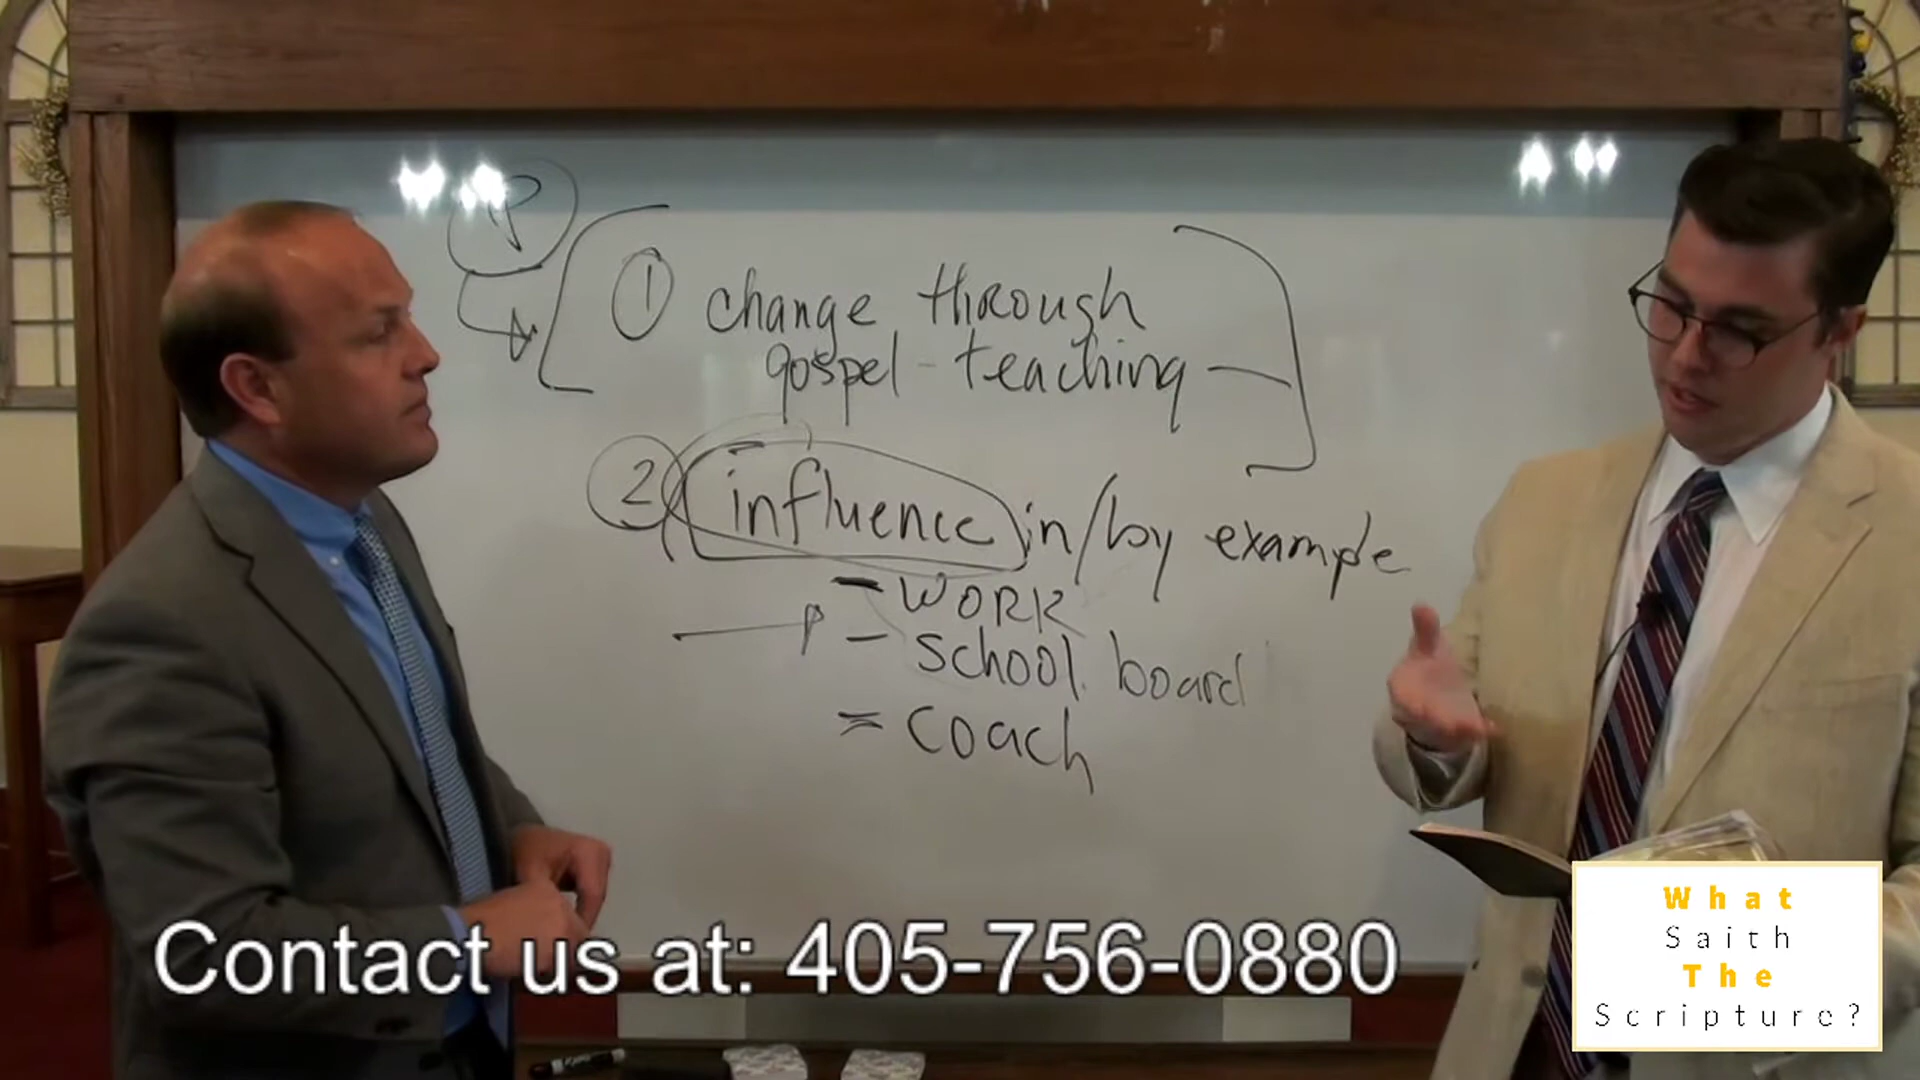 P
① change through
gospel - teaching
② influence in/by example
- WORK
- school board
= coach
Contact us at: 405-756-0880
What
Saith
The
Scripture?